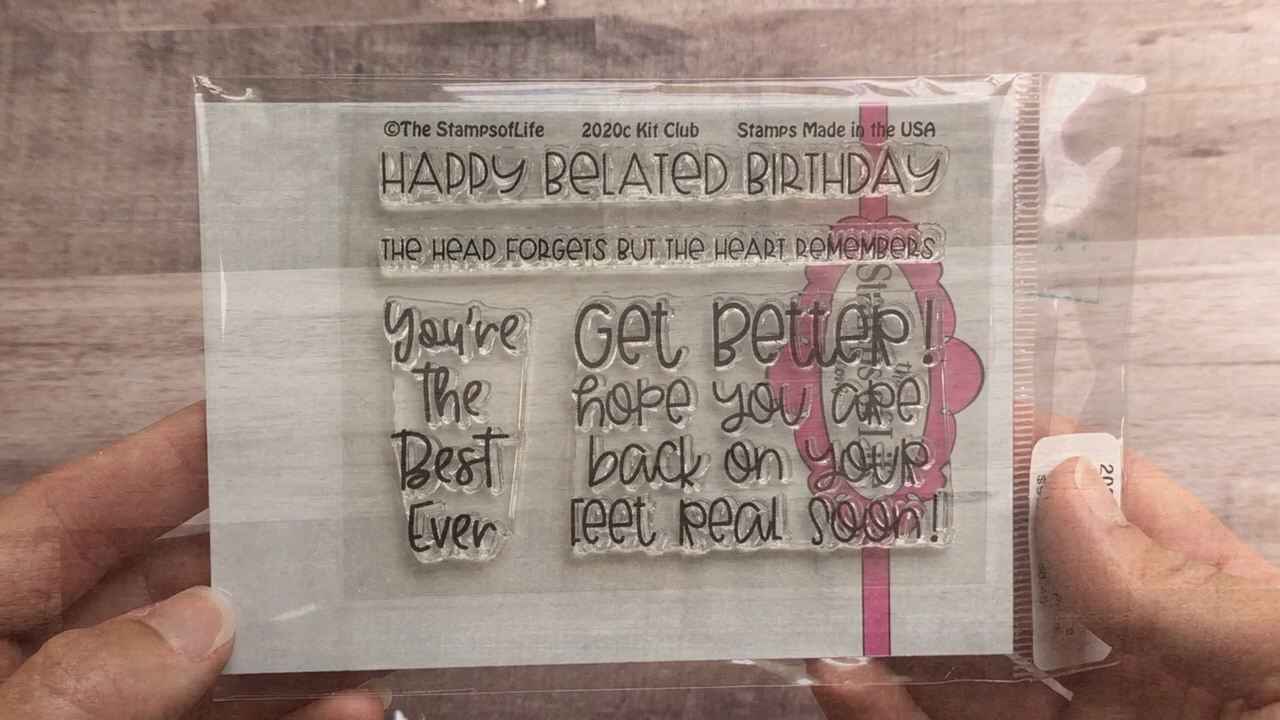 ©The StampsofLife 2020c Kit Club Stamps Made in the USA
HAPPY BeLATeD BIRTHDAY
THE HEAD FORGETS BUT THE HEART REMEMBERS
You're
the
Best
Ever
Get Better!
hope you are
back on your
feet real soon!